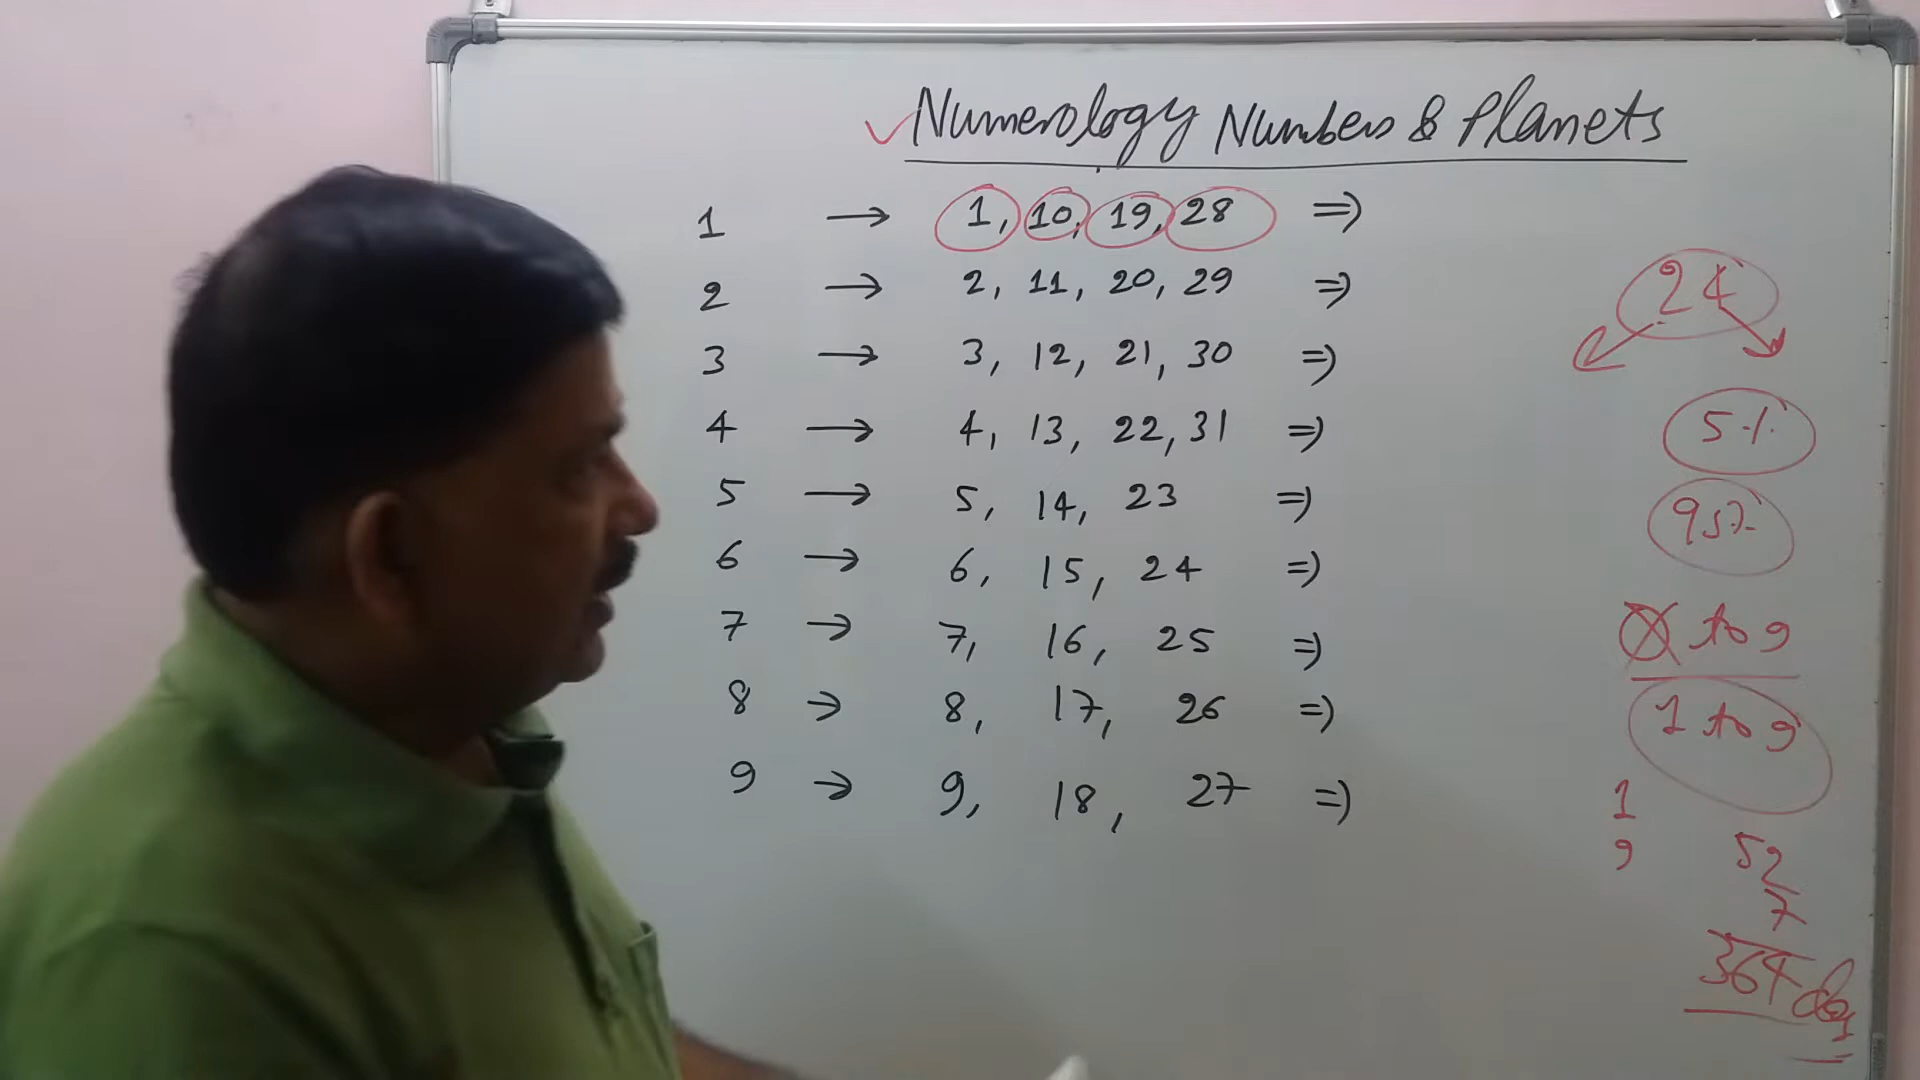 ✓ Numerology Numbers & Planets
1 → 1, 10, 19, 28 ⇒
2 → 2, 11, 20, 29 ⇒
3 → 3, 12, 21, 30 ⇒
4 → 4, 13, 22, 31 ⇒
5 → 5, 14, 23 ⇒
6 → 6, 15, 24 ⇒
7 → 7, 16, 25 ⇒
8 → 8, 17, 26 ⇒
9 → 9, 18, 27 ⇒
24
5%
95%
0 to 9
1 to 9
1
9
52
7
364 days